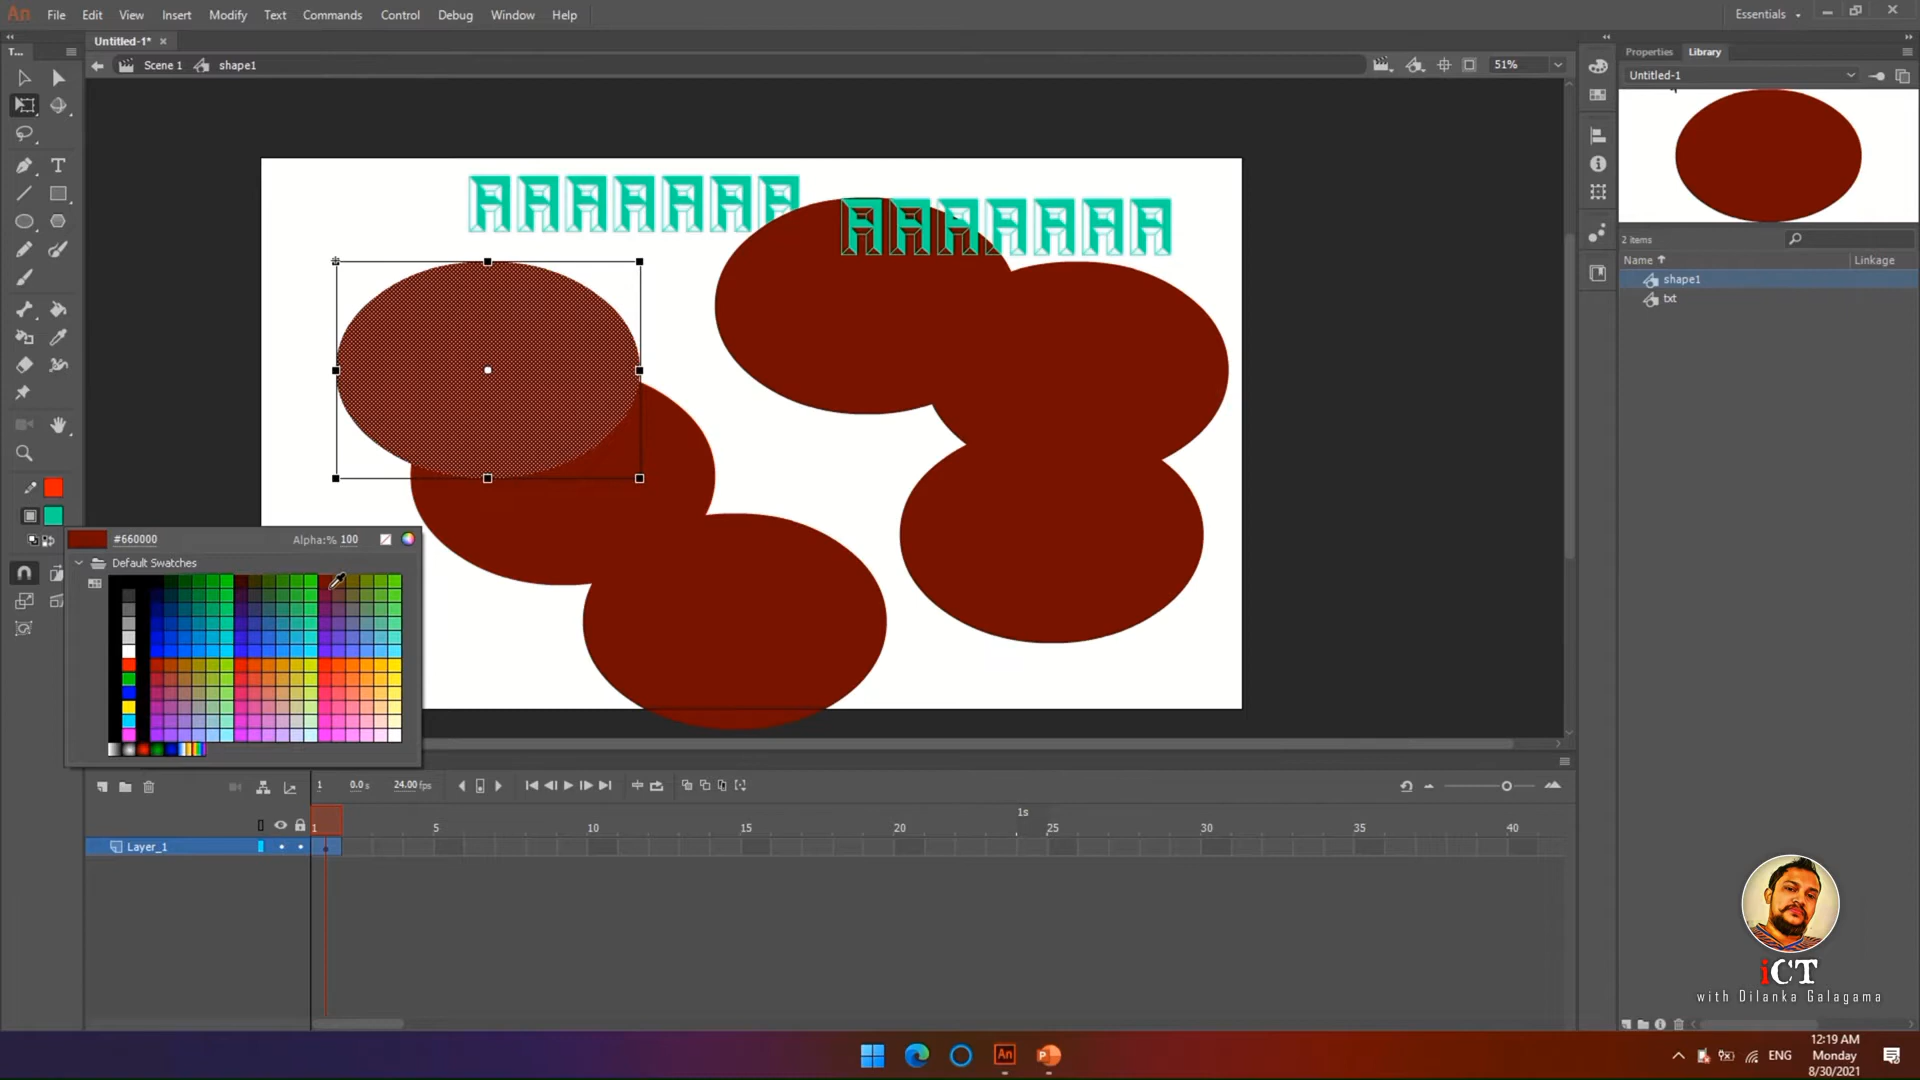 An File Edit View Insert Modify Text Commands Control Debug Window Help Essentials
Untitled-1*
T... Properties Library
Scene 1 shape1 51%
Untitled-1
AAAAAAA
AAAAAAA
2 items
Name Linkage
shape1
txt
#660000 Alpha:% 100
Default Swatches
1 0.0 s 24.00 fps
1s
1 5 10 15 20 25 30 35 40
Layer_1
iCT
with Dilanka Galagama
An P ENG
12:19 AM
Monday
8/30/2021